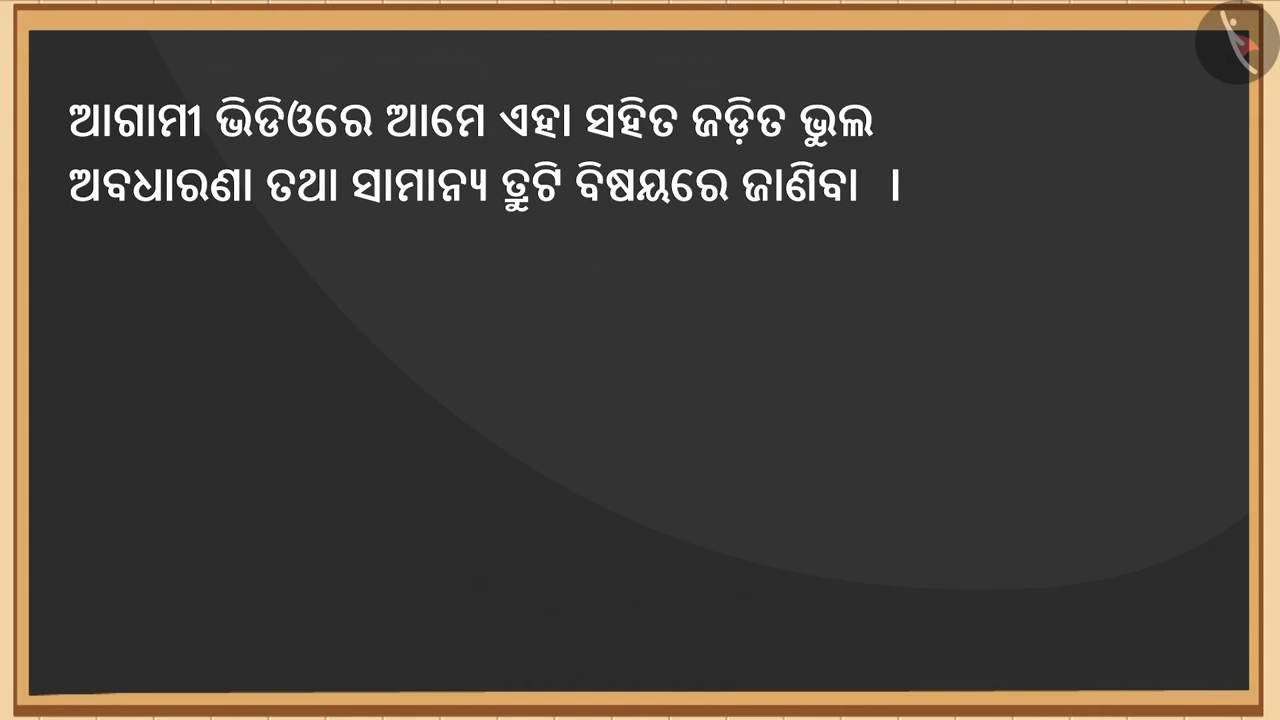 ଆଗାମୀ ଭିଡିଓରେ ଆମେ ଏହା ସହିତ ଜଡ଼ିତ ଭୁଲ
ଅବଧାରଣା ତଥା ସାମାନ୍ୟ ତ୍ରୁଟି ବିଷୟରେ ଜାଣିବା ।